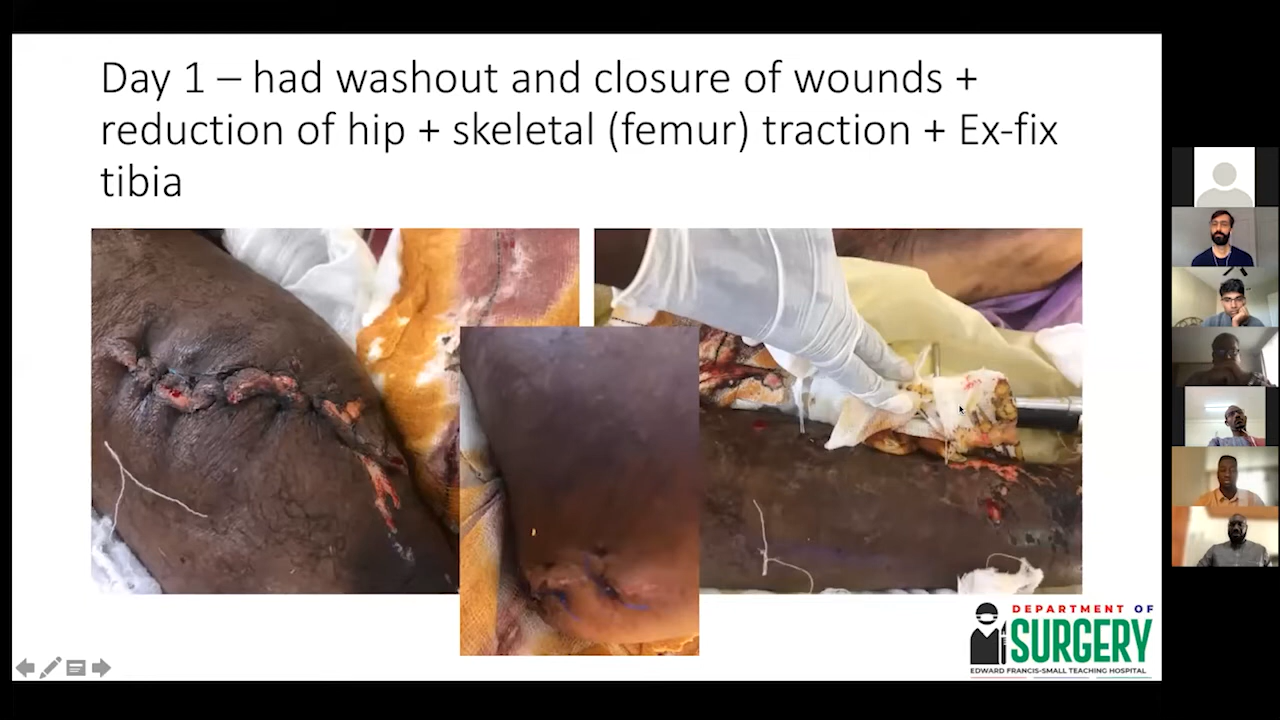 Day 1 – had washout and closure of wounds +
reduction of hip + skeletal (femur) traction + Ex-fix
tibia
DEPARTMENT OF
SURGERY
EDWARD FRANCIS-SMALL TEACHING HOSPITAL